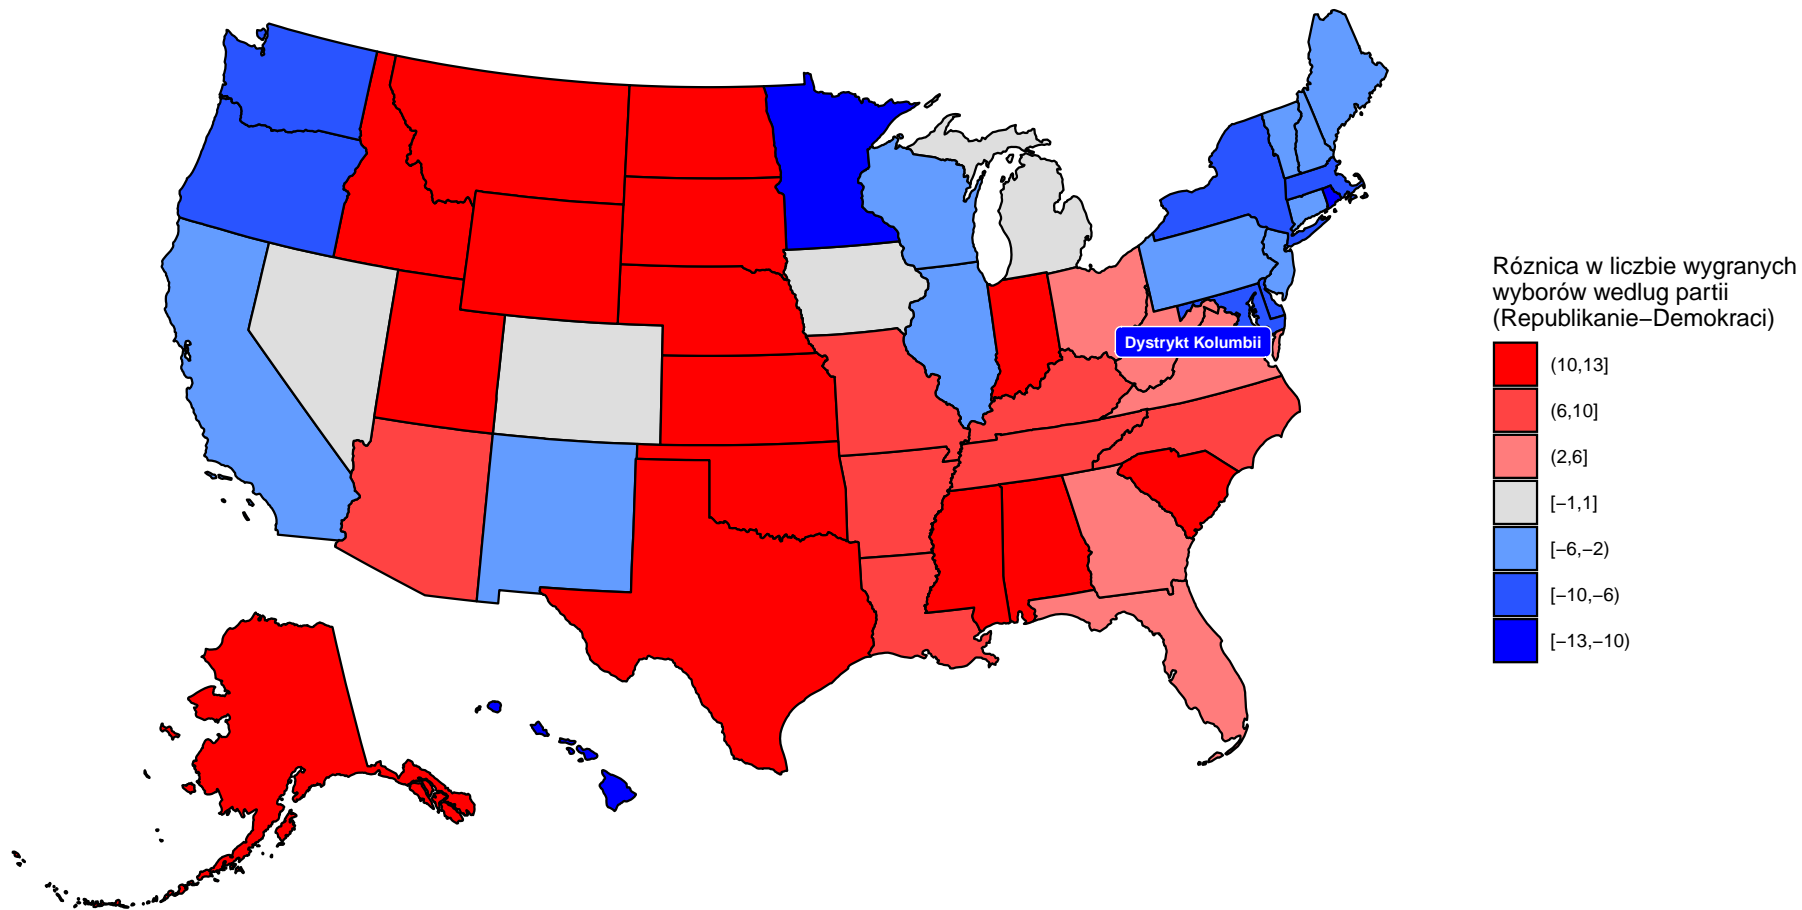 Dystrykt Kolumbii
Róznica w liczbie wygranych
wyborów wedlug partii
(Republikanie−Demokraci)
(10,13]
(6,10]
(2,6]
[−1,1]
[−6,−2)
[−10,−6)
[−13,−10)